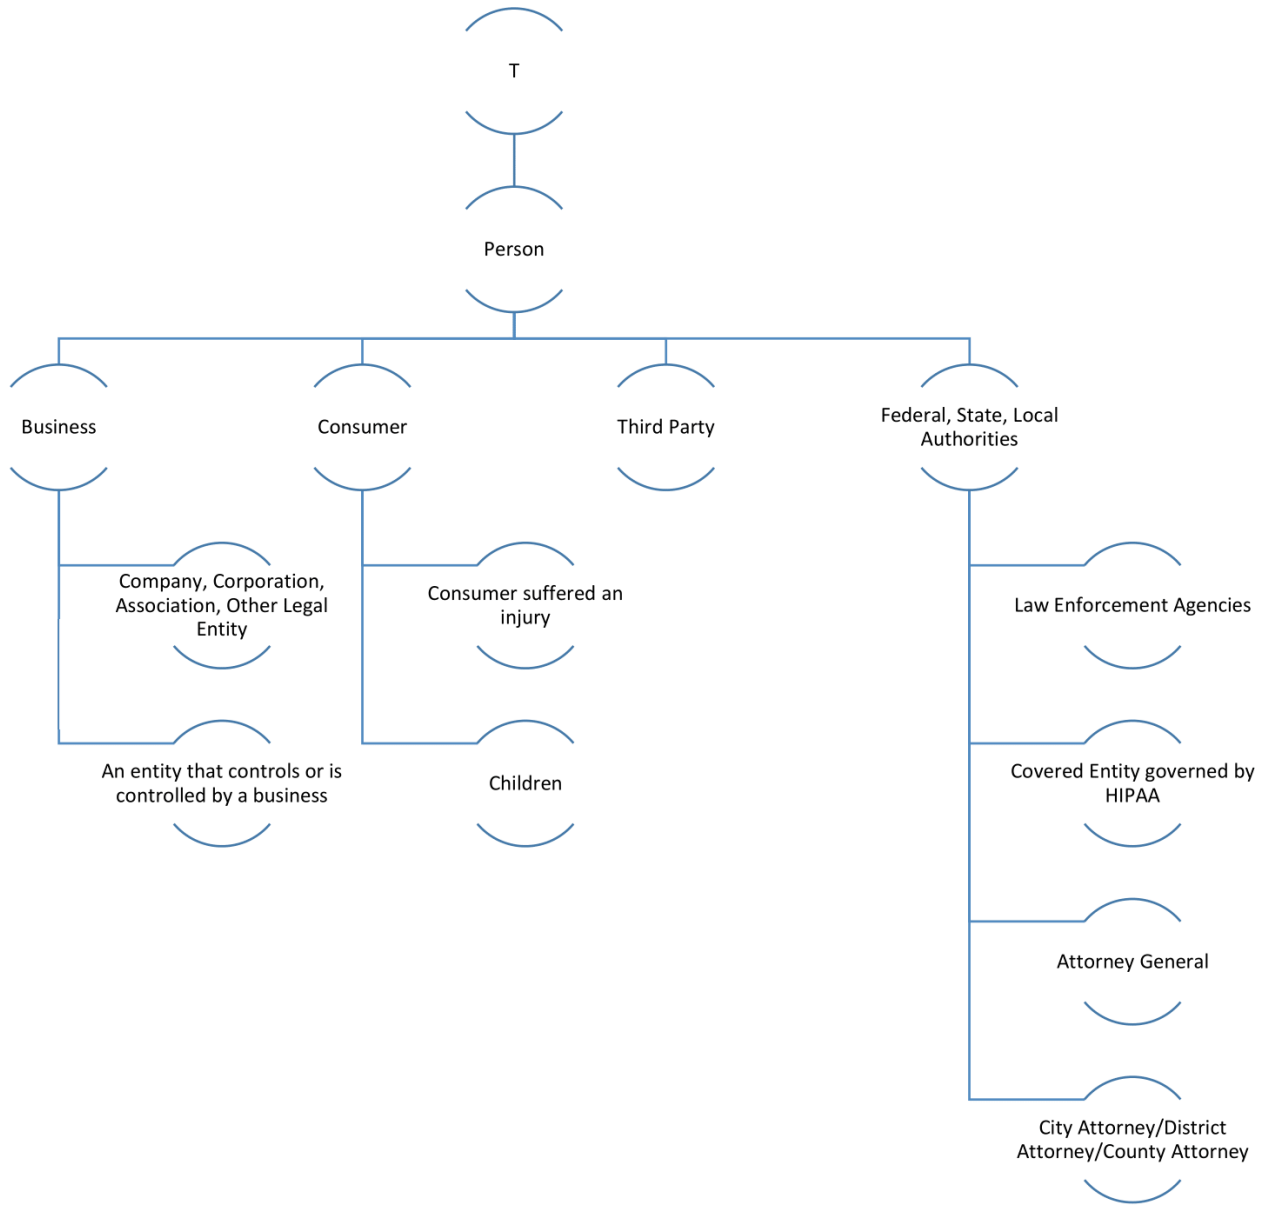 T
Person
Business
Consumer
Third Party
Federal, State, Local
Authorities
Company, Corporation,
Association, Other Legal
Entity
An entity that controls or is
controlled by a business
Consumer suffered an
injury
Children
Law Enforcement Agencies
Covered Entity governed by
HIPAA
Attorney General
City Attorney/District
Attorney/County Attorney